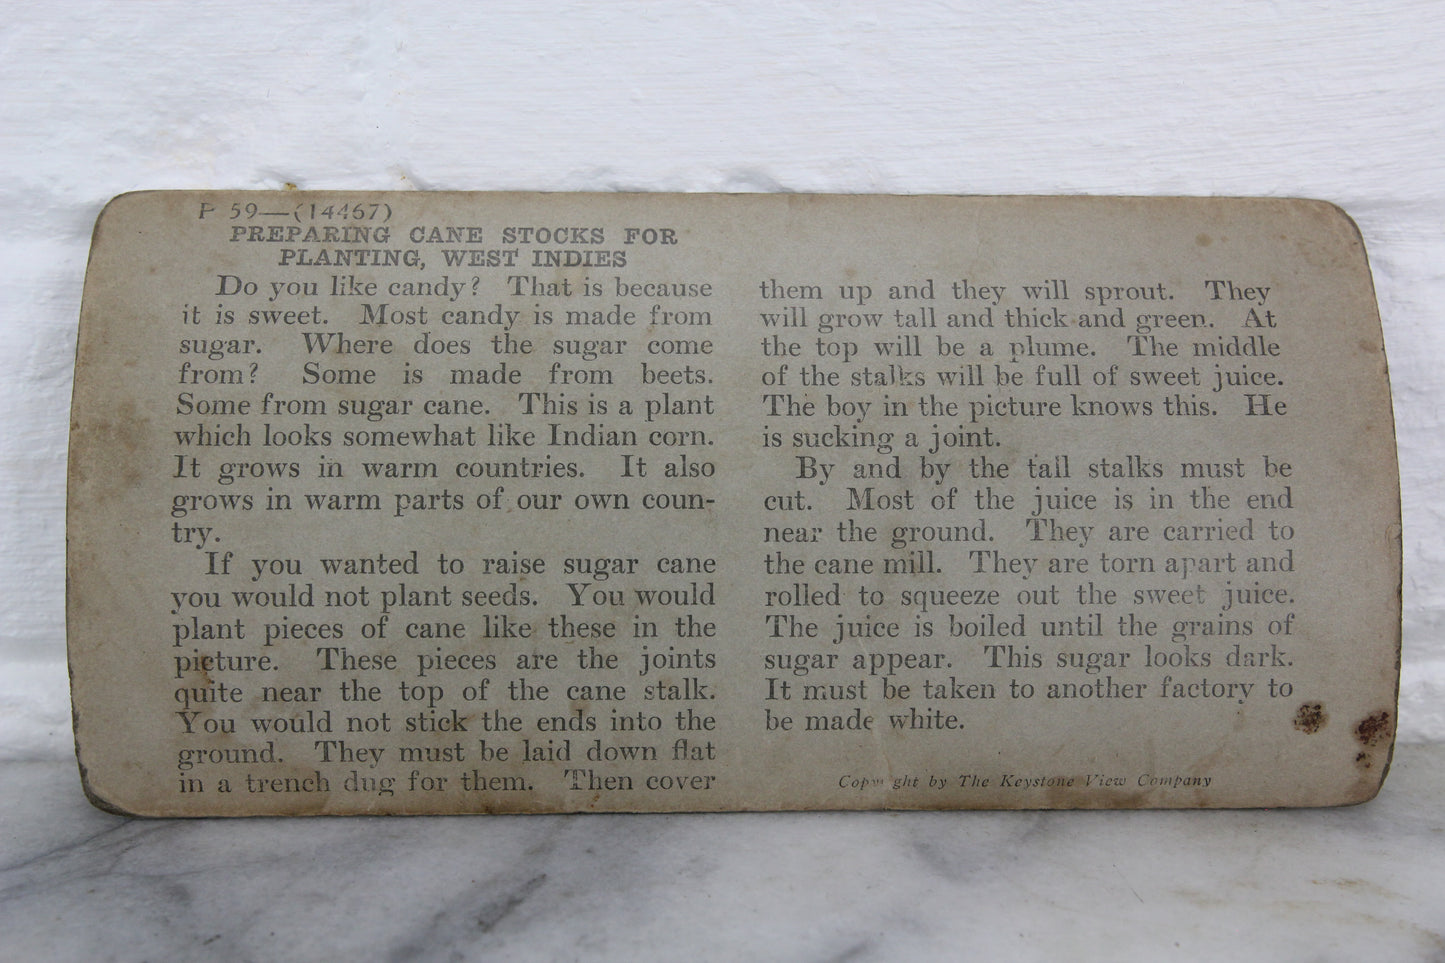 P 59—(14467)
PREPARING CANE STOCKS FOR
PLANTING, WEST INDIES
Do you like candy? That is because
it is sweet. Most candy is made from
sugar. Where does the sugar come
from? Some is made from beets.
Some from sugar cane. This is a plant
which looks somewhat like Indian corn.
It grows in warm countries. It also
grows in warm parts of our own coun-
try.
If you wanted to raise sugar cane
you would not plant seeds. You would
plant pieces of cane like these in the
picture. These pieces are the joints
quite near the top of the cane stalk.
You would not stick the ends into the
ground. They must be laid down flat
in a trench dug for them. Then cover
them up and they will sprout. They
will grow tall and thick and green. At
the top will be a plume. The middle
of the stalks will be full of sweet juice.
The boy in the picture knows this. He
is sucking a joint.
By and by the tall stalks must be
cut. Most of the juice is in the end
near the ground. They are carried to
the cane mill. They are torn apart and
rolled to squeeze out the sweet juice.
The juice is boiled until the grains of
sugar appear. This sugar looks dark.
It must be taken to another factory to
be made white.
Copyright by The Keystone View Company